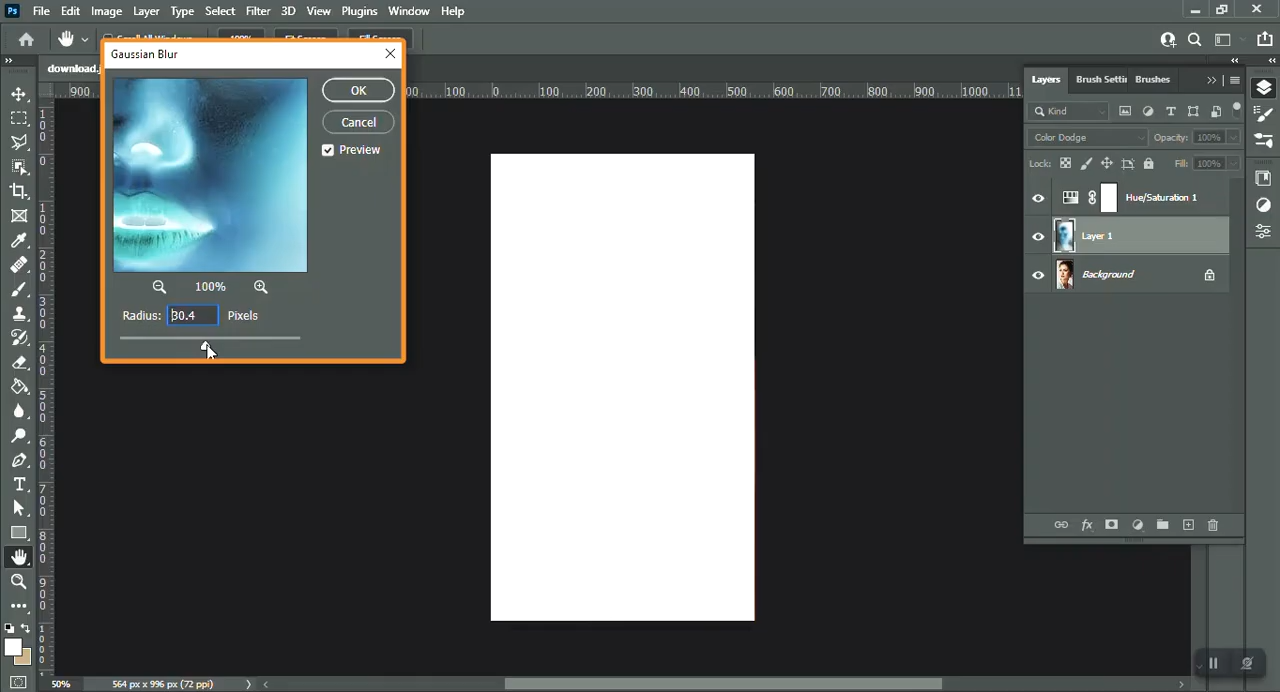 Ps File Edit Image Layer Type Select Filter 3D View Plugins Window Help
Gaussian Blur
OK
Cancel
Preview
100%
Radius: 30.4 Pixels
download.j
900
100 0 100 200 300 400 500 600 700 800 900 1000
Layers Brush Settin Brushes
Kind
Color Dodge Opacity: 100%
Lock: Fill: 100%
Hue/Saturation 1
Layer 1
Background
fx
50% 564 px x 996 px (72 ppi)